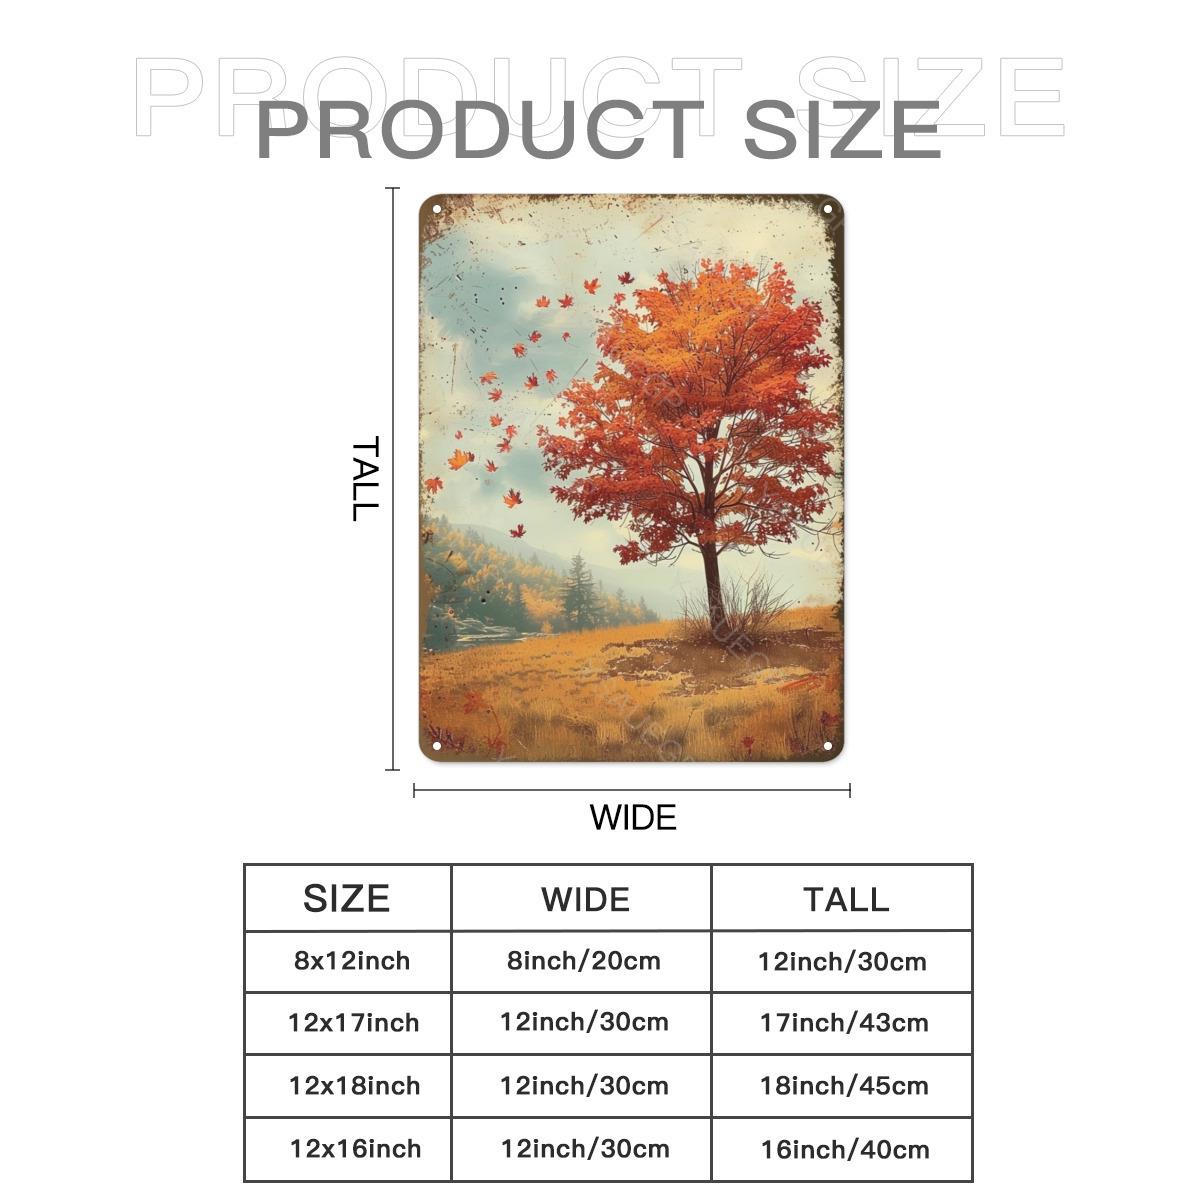 PRODUCT SIZE
PRODUCT SIZE
TALL
WIDE
SIZE WIDE TALL
8x12inch 8inch/20cm 12inch/30cm
12x17inch 12inch/30cm 17inch/43cm
12x18inch 12inch/30cm 18inch/45cm
12x16inch 12inch/30cm 16inch/40cm